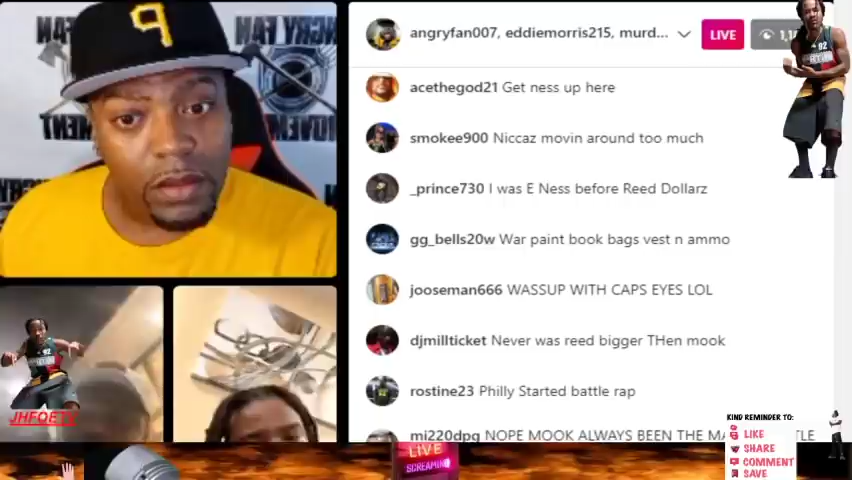 angryfan007, eddiemorris215, murd...
LIVE
acethegod21 Get ness up here
smokee900 Niccaz movin around too much
_prince730 I was E Ness before Reed Dollarz
gg_bells20w War paint book bags vest n ammo
jooseman666 WASSUP WITH CAPS EYES LOL
djmillticket Never was reed bigger THen mook
rostine23 Philly Started battle rap
mi220dpg NOPE MOOK ALWAYS BEEN THE
JHFOETV
KIND REMINDER TO:
LIKE
SHARE
COMMENT
SAVE
LIVE
SCREAMING